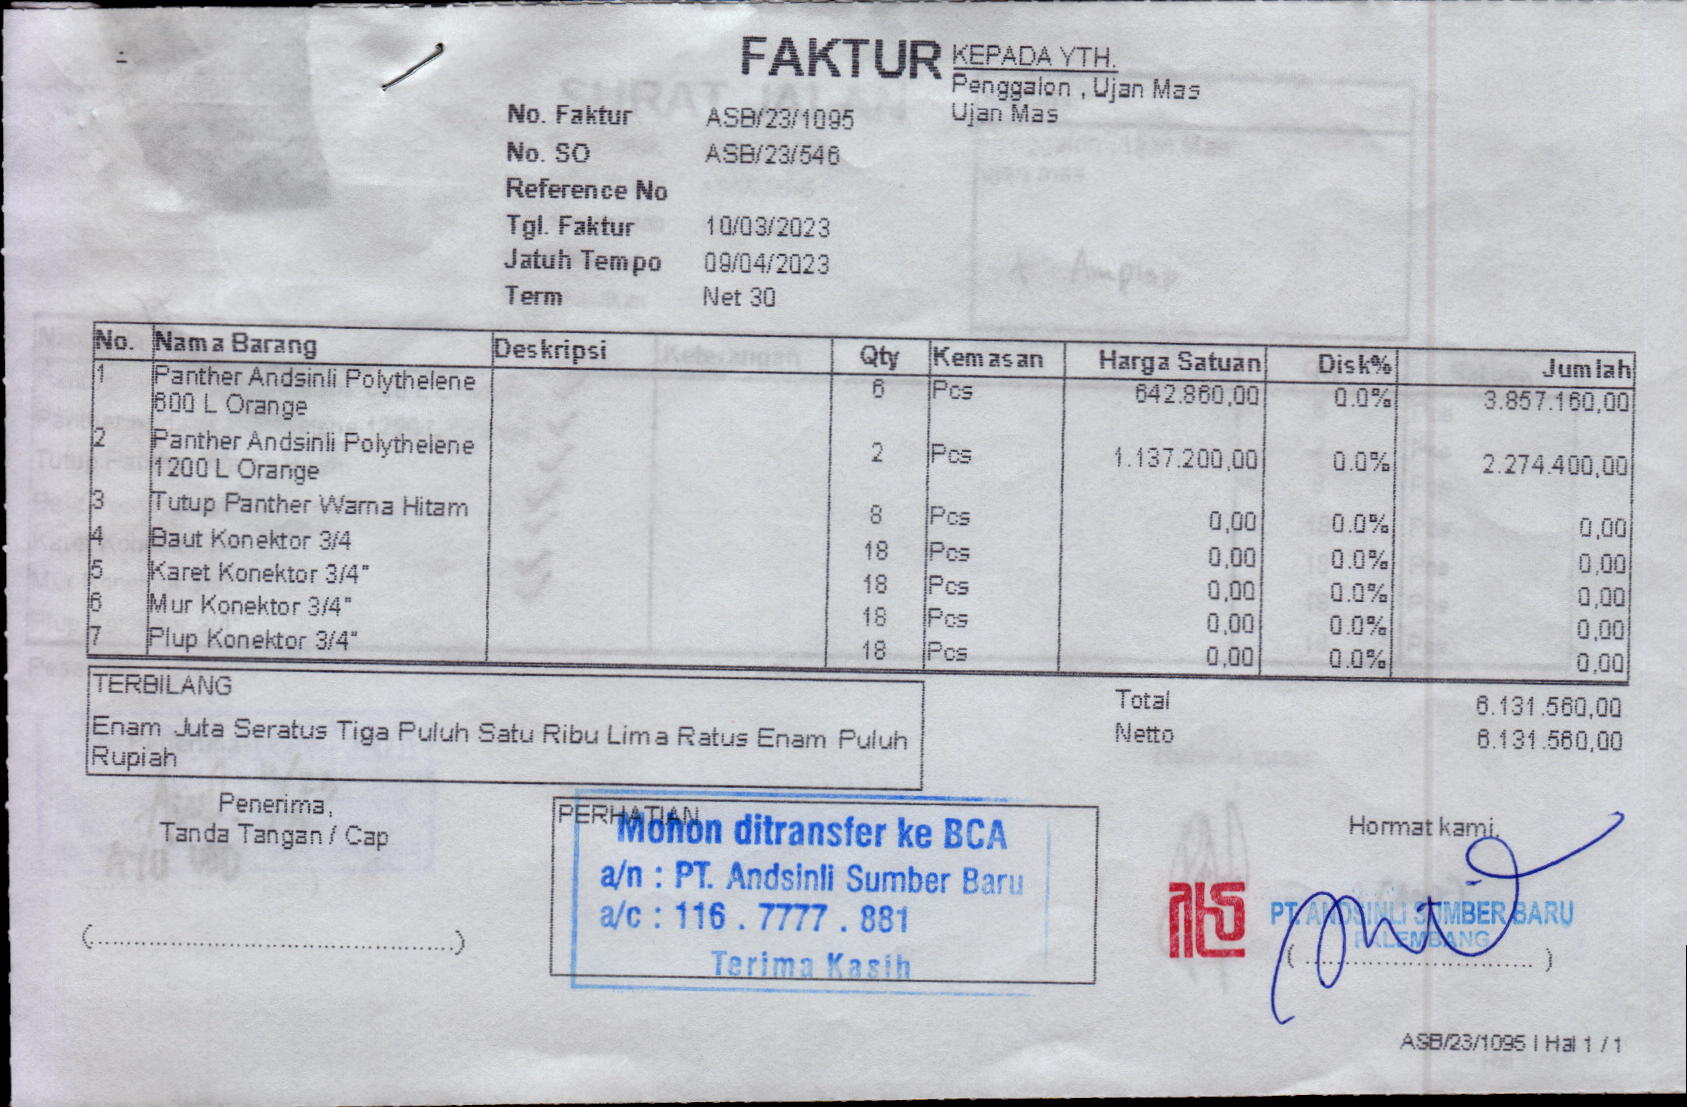 FAKTUR
KEPADA YTH.
Penggalon , Ujan Mas
Ujan Mas
No. Faktur ASB/23/1095
No. SO ASB/23/546
Reference No
Tgl. Faktur 10/03/2023
Jatuh Tempo 09/04/2023
Term Net 30
No. Nama Barang Deskripsi Qty Kemasan Harga Satuan Disk% Jumlah
1 Panther Andsinli Polythelene 6 Pcs 642.860,00 0.0% 3.857.160,00
600 L Orange
2 Panther Andsinli Polythelene 2 Pcs 1.137.200,00 0.0% 2.274.400,00
1200 L Orange
3 Tutup Panther Warna Hitam 8 Pcs 0,00 0.0% 0,00
4 Baut Konektor 3/4 18 Pcs 0,00 0.0% 0,00
5 Karet Konektor 3/4" 18 Pcs 0,00 0.0% 0,00
6 Mur Konektor 3/4" 18 Pcs 0,00 0.0% 0,00
7 Plup Konektor 3/4" 18 Pcs 0,00 0.0% 0,00
TERBILANG
Enam Juta Seratus Tiga Puluh Satu Ribu Lima Ratus Enam Puluh
Rupiah
Total 6.131.560,00
Netto 6.131.560,00
Penerima,
Tanda Tangan / Cap
(..................................................)
PERHATIAN
Mohon ditransfer ke BCA
a/n : PT. Andsinli Sumber Baru
a/c : 116 . 7777 . 881
Terima Kasih
Hormat kami,
PT. ANDSINLI SUMBER BARU
PALEMBANG
( ................................ )
ASB/23/1095 | Hal 1 / 1